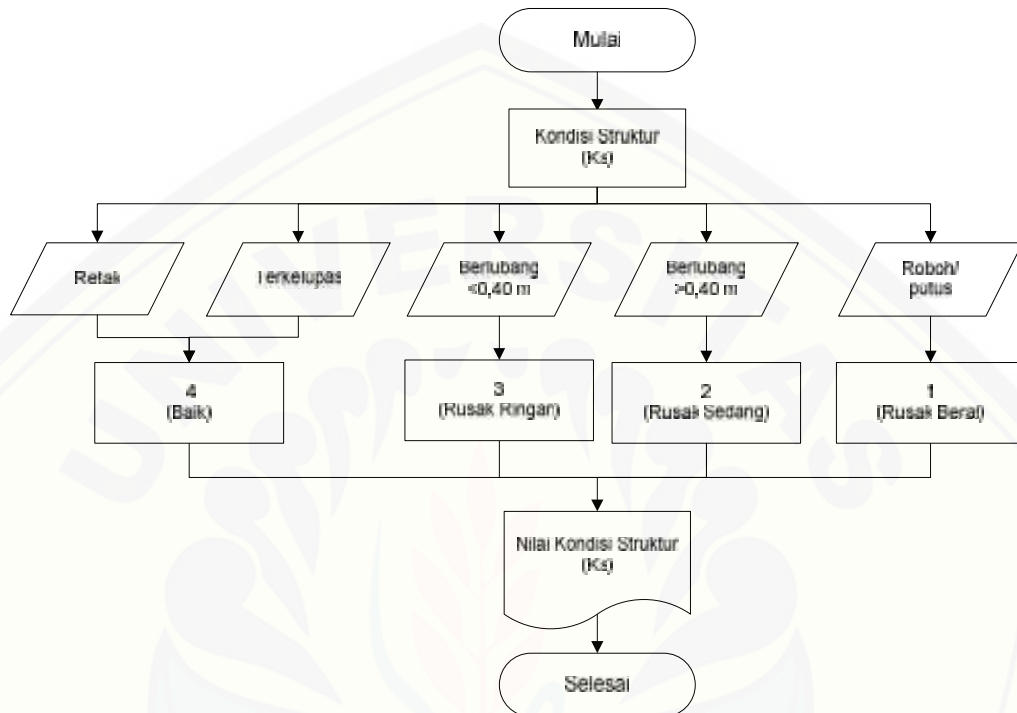 Mulai
Kondisi Struktur
(Ks)
Retak
Terkelupas
Berlubang
<0,40 m
Berlubang
>0,40 m
Roboh/
putus
4
(Baik)
3
(Rusak Ringan)
2
(Rusak Sedang)
1
(Rusak Berat)
Nilai Kondisi Struktur
(Ks)
Selesai
UNIVERSITAS